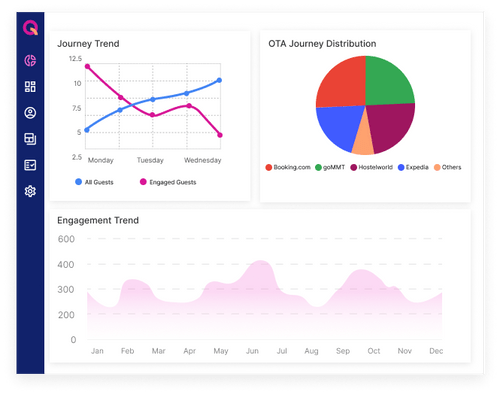 Journey Trend
12.5
10
7.5
5
2.5
Monday Tuesday Wednesday
All Guests Engaged Guests
OTA Journey Distribution
Booking.com goMMT Hostelworld Expedia Others
Engagement Trend
600
400
300
200
0
Jan Feb Mar Apr May Jun Jul Aug Sep Oct Nov Dec